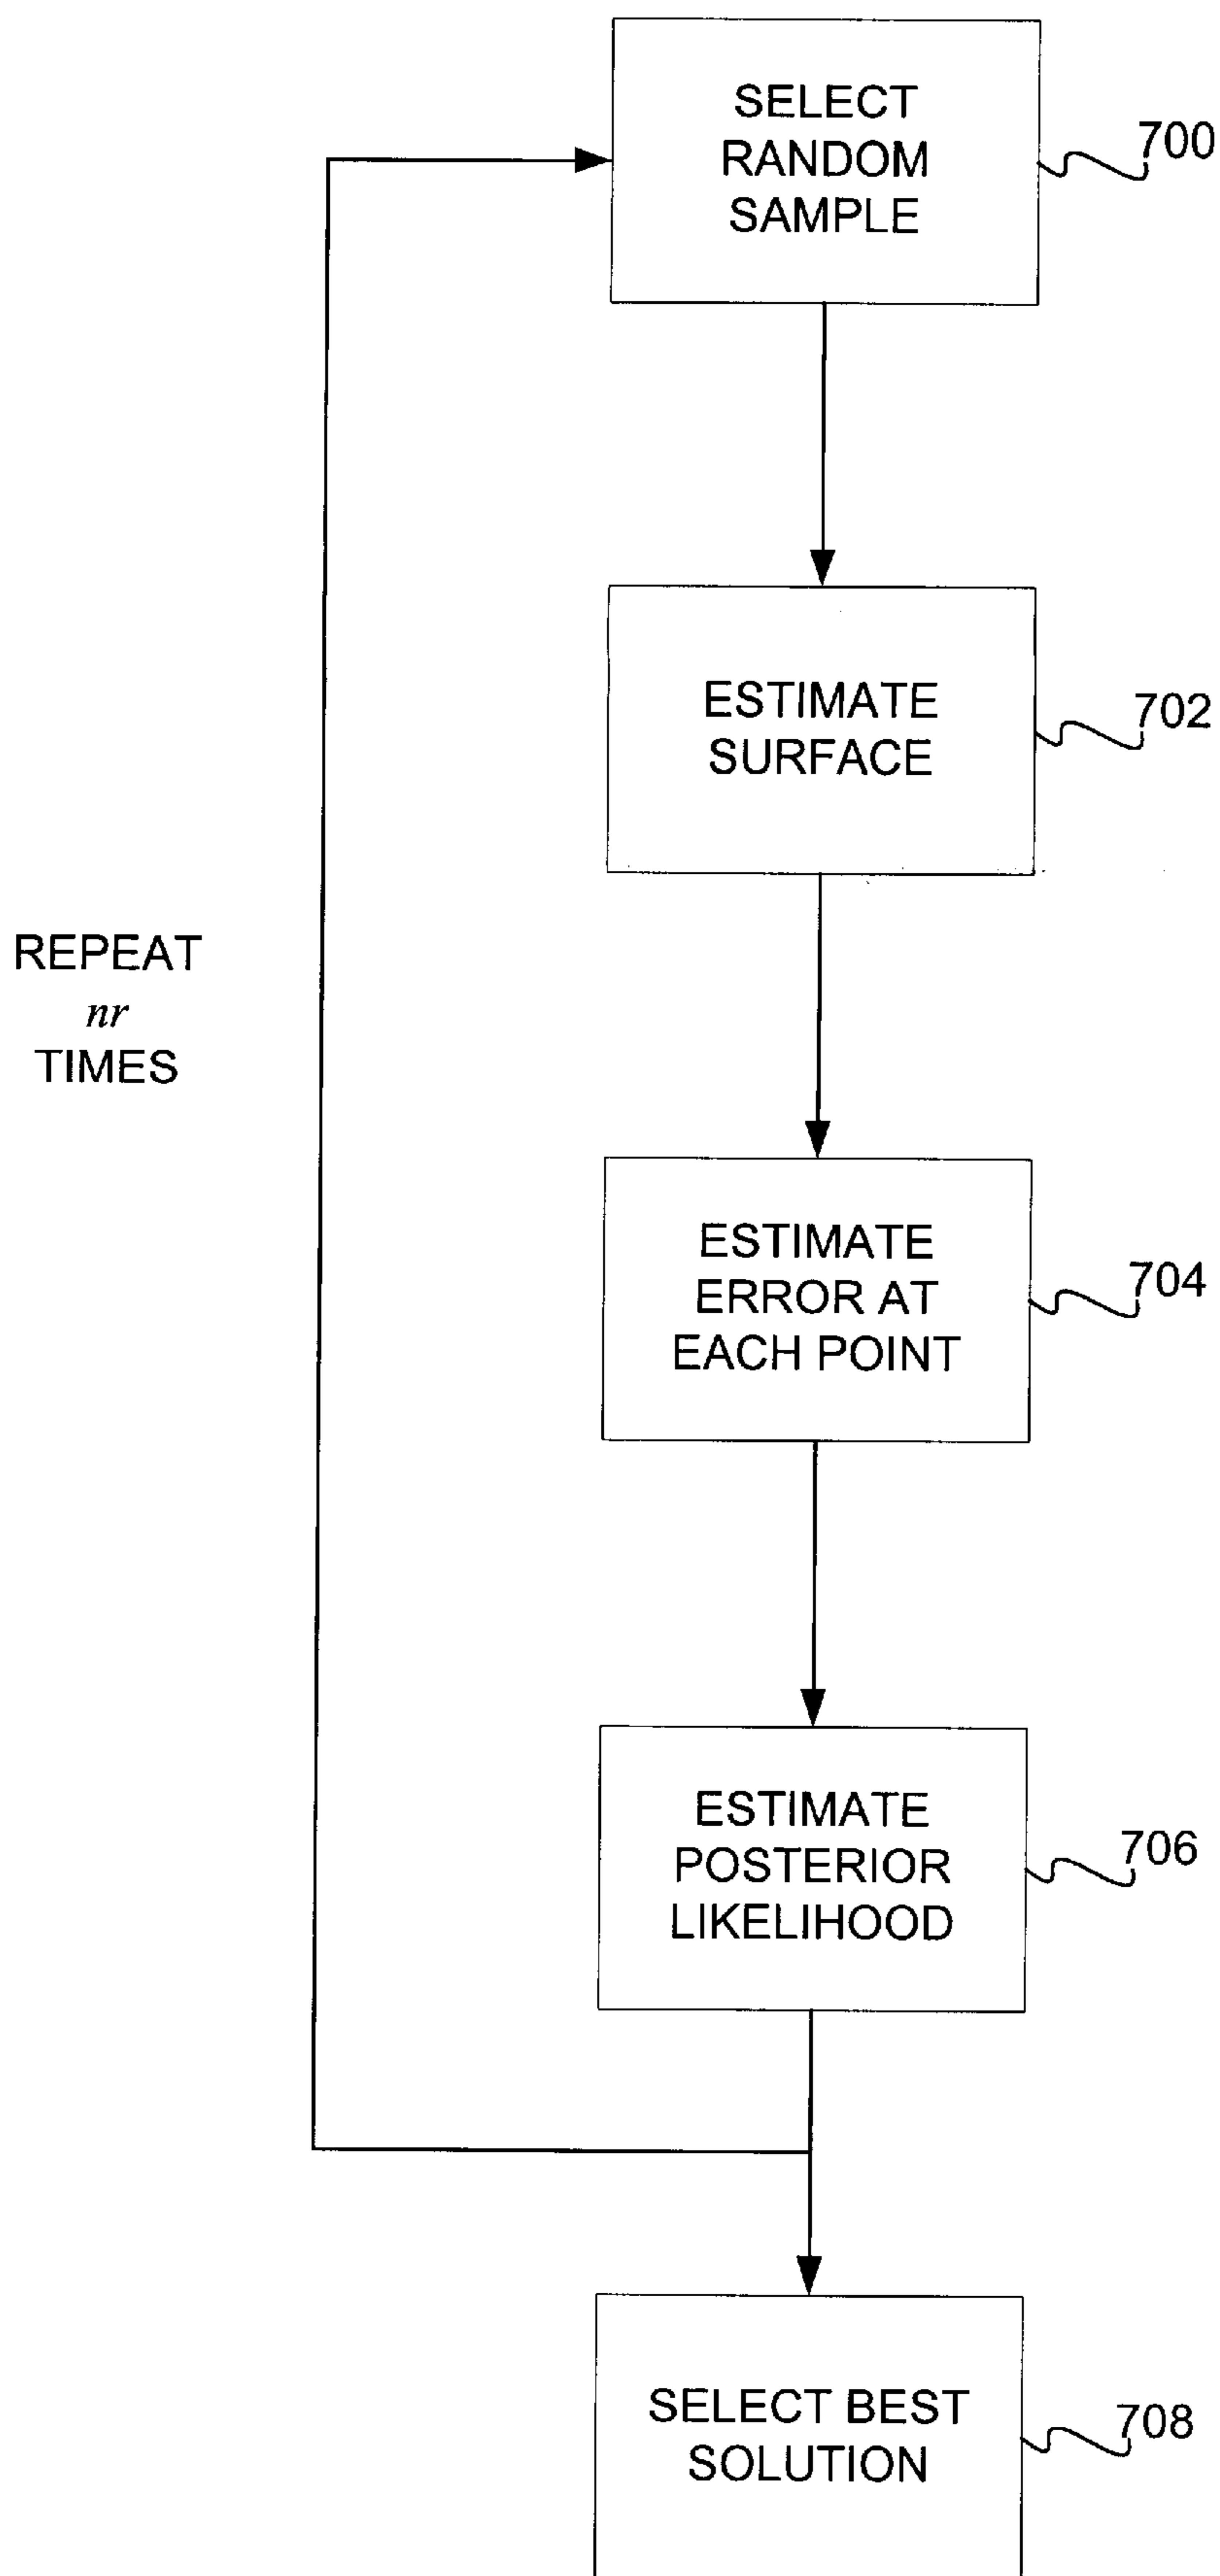 SELECT
RANDOM
SAMPLE
700
ESTIMATE
SURFACE
702
REPEAT
nr
TIMES
ESTIMATE
ERROR AT
EACH POINT
704
ESTIMATE
POSTERIOR
LIKELIHOOD
706
SELECT BEST
SOLUTION
708